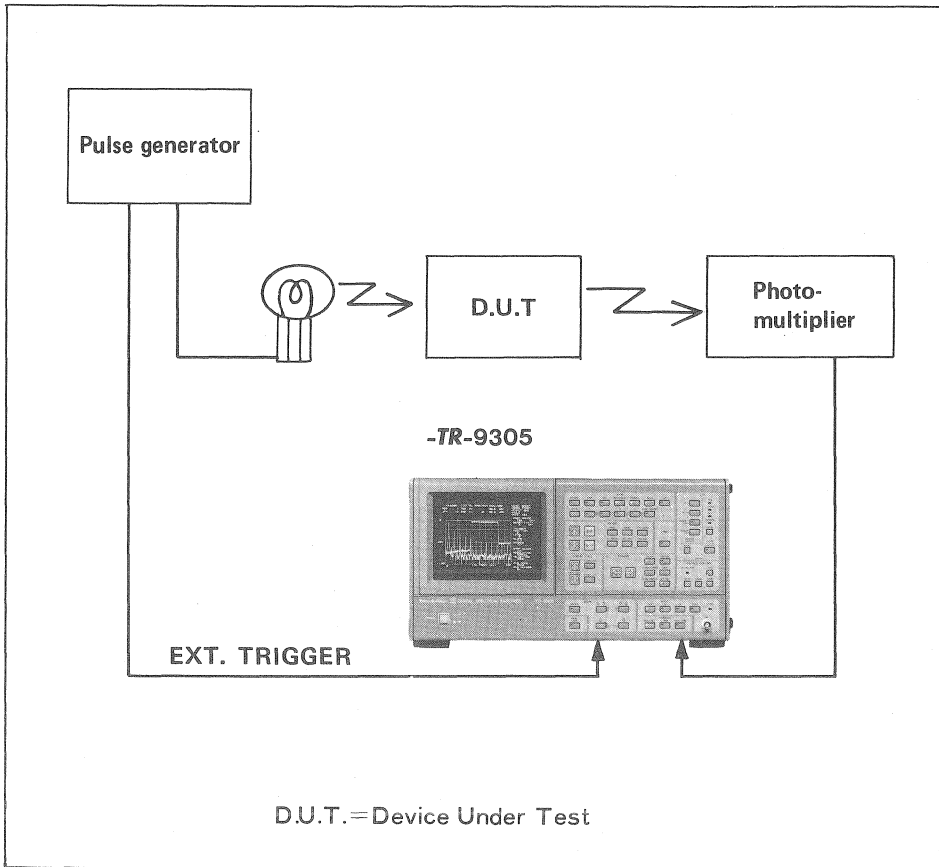 Pulse generator
D.U.T
Photo-
multiplier
-TR-9305
EXT. TRIGGER
D.U.T.=Device Under Test